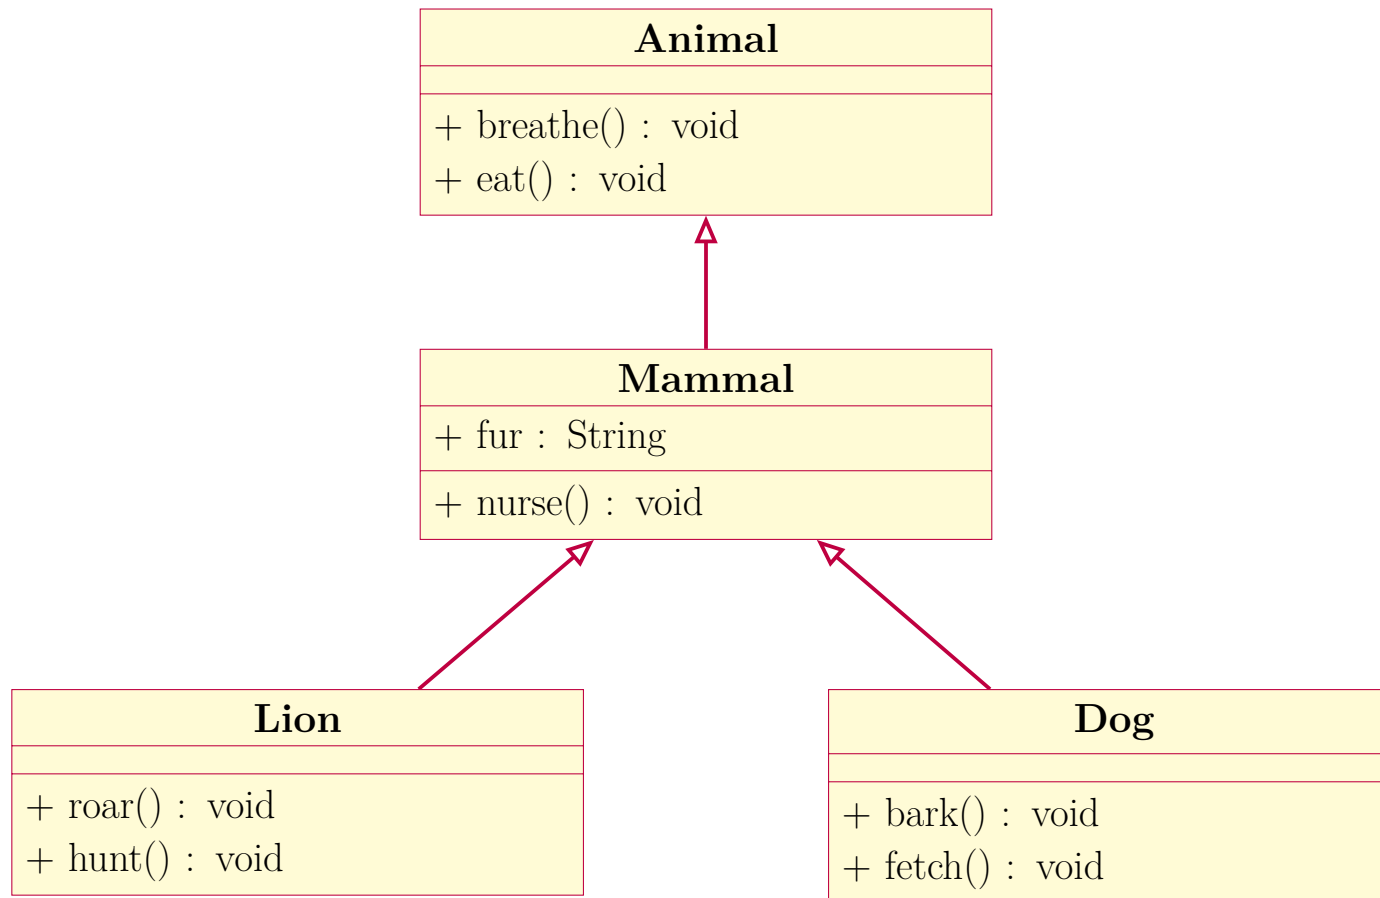 Animal
+ breathe() : void
+ eat() : void
Mammal
+ fur : String
+ nurse() : void
Lion
+ roar() : void
+ hunt() : void
Dog
+ bark() : void
+ fetch() : void